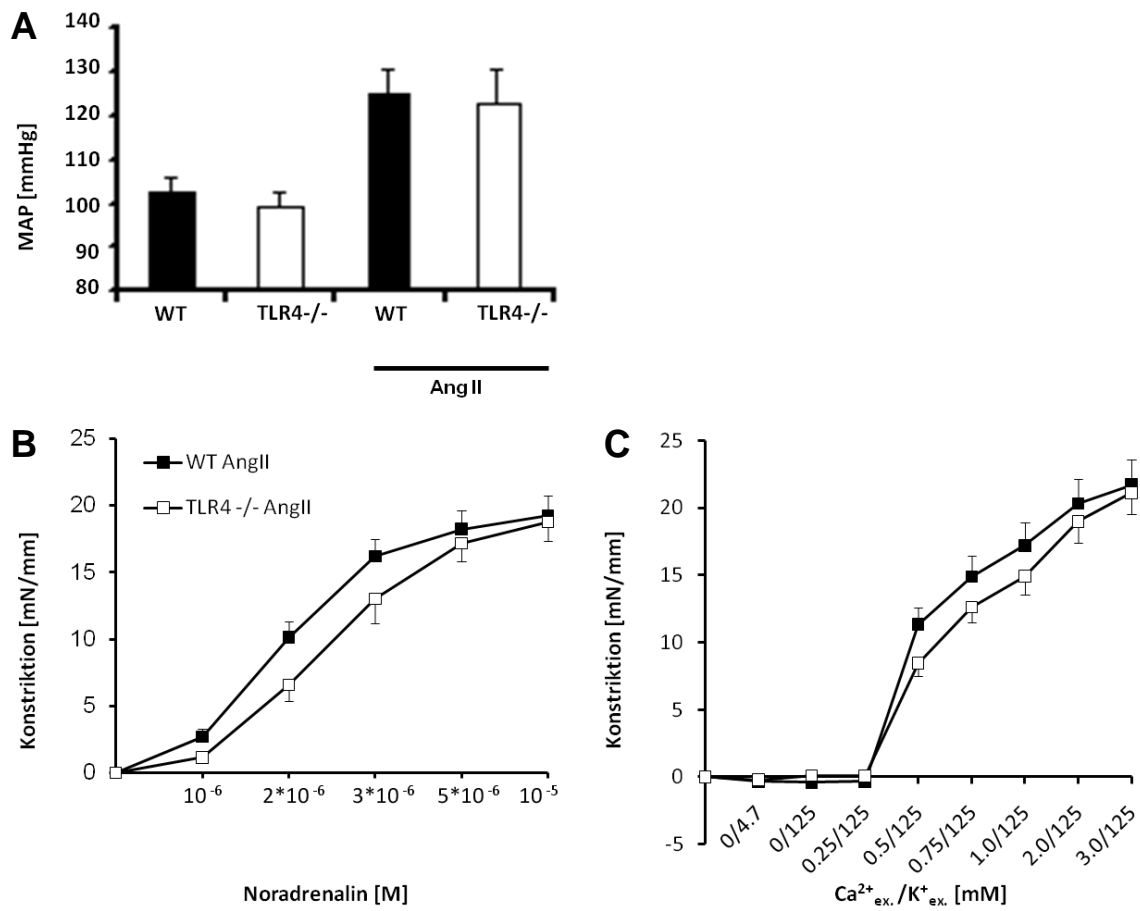 A
140
130
120
110
100
90
80
MAP [mmHg]
WT
TLR4-/-
WT
TLR4-/-
Ang II
B
25
20
15
10
5
0
Konstriktion [mN/mm]
WT AngII
TLR4 -/- AngII
10⁻⁶
2*10⁻⁶
3*10⁻⁶
5*10⁻⁶
10⁻⁵
Noradrenalin [M]
C
25
20
15
10
5
0
-5
Konstriktion [mN/mm]
0/4.7
0/125
0.25/125
0.5/125
0.75/125
1.0/125
2.0/125
3.0/125
Ca²⁺ex./K⁺ex. [mM]